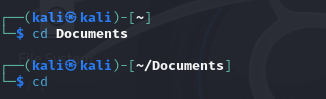 ┌──(kali㉿kali)-[~]
└─$ cd Documents
┌──(kali㉿kali)-[~/Documents]
└─$ cd